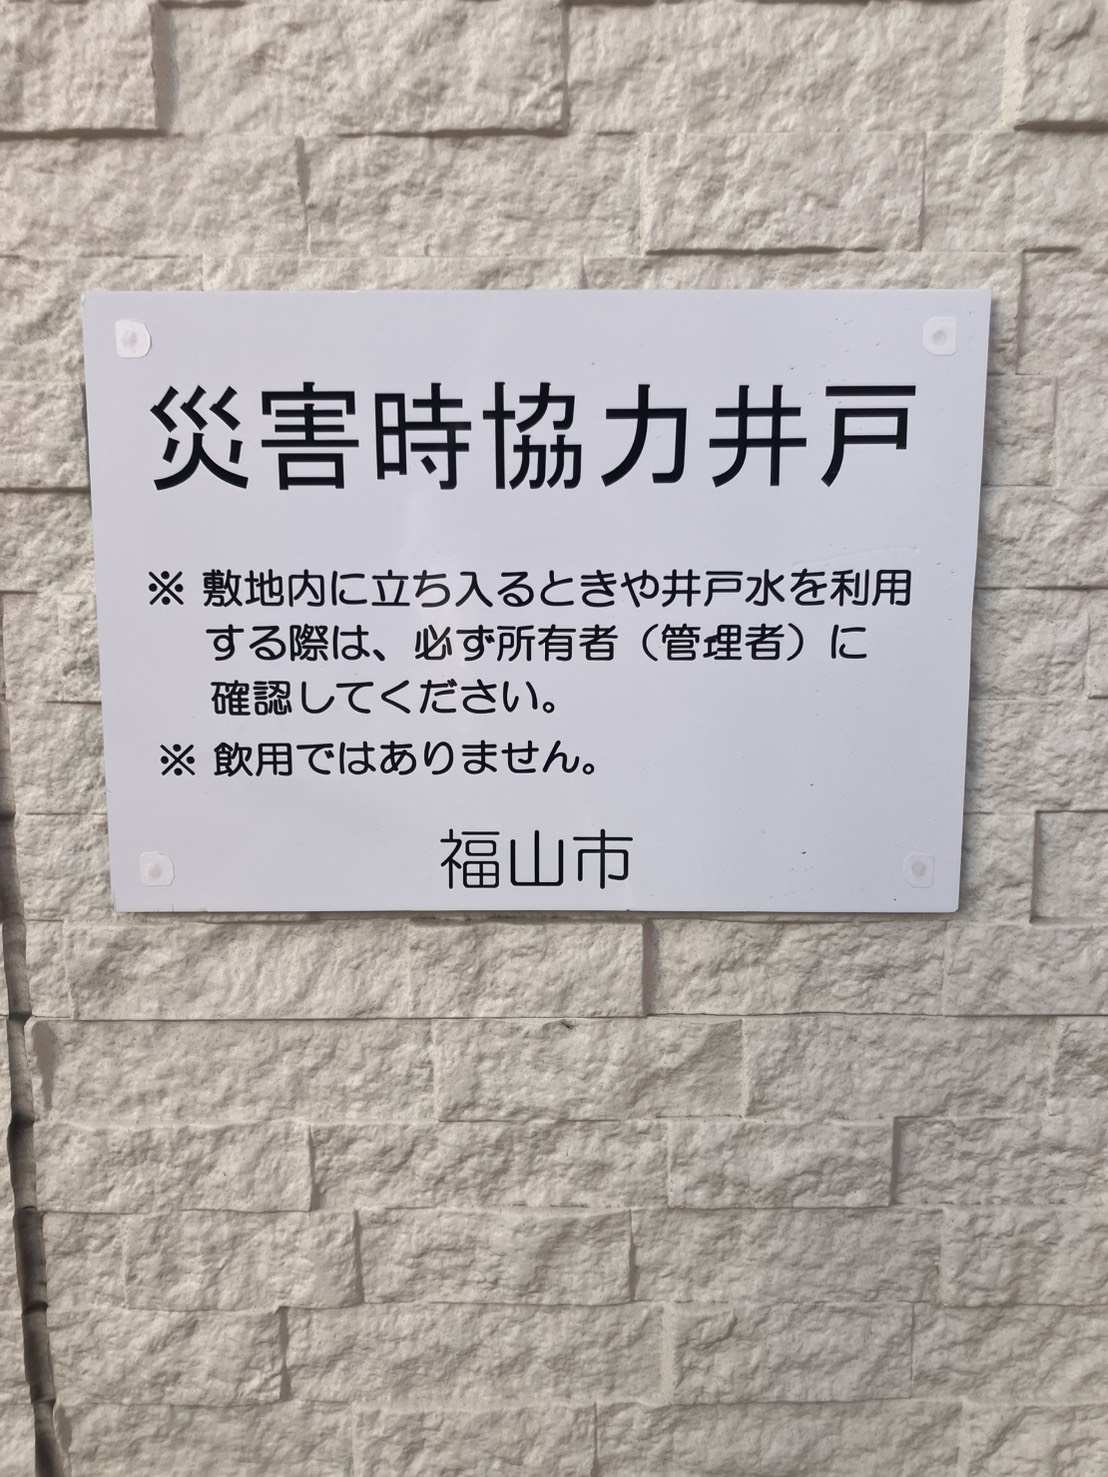 災害時協力井戸
※ 敷地内に立ち入るときや井戸水を利用
する際は、必ず所有者（管理者）に
確認してください。
※ 飲用ではありません。
福山市